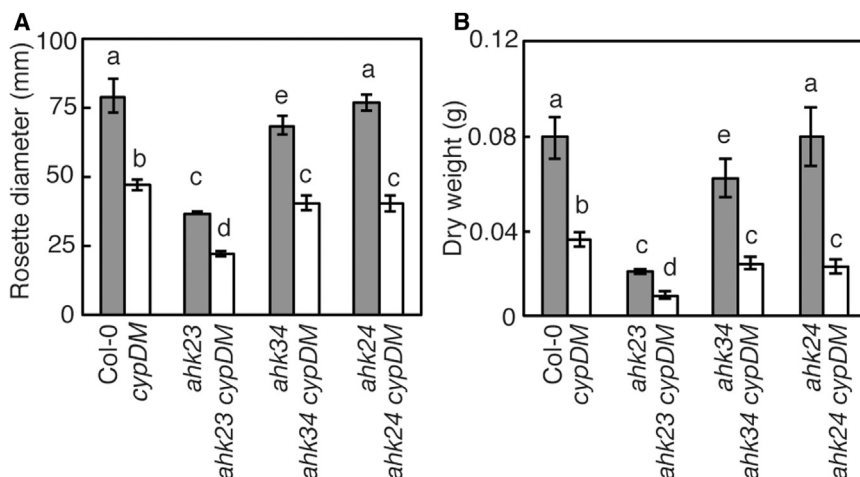 A
Rosette diameter (mm)
100
75
50
25
0
a
b
c
d
e
c
a
c
Col-0
cypDM
ahk23
ahk23 cypDM
ahk34
ahk34 cypDM
ahk24
ahk24 cypDM
B
Dry weight (g)
0.12
0.08
0.04
0
a
b
c
d
e
c
a
c
Col-0
cypDM
ahk23
ahk23 cypDM
ahk34
ahk34 cypDM
ahk24
ahk24 cypDM